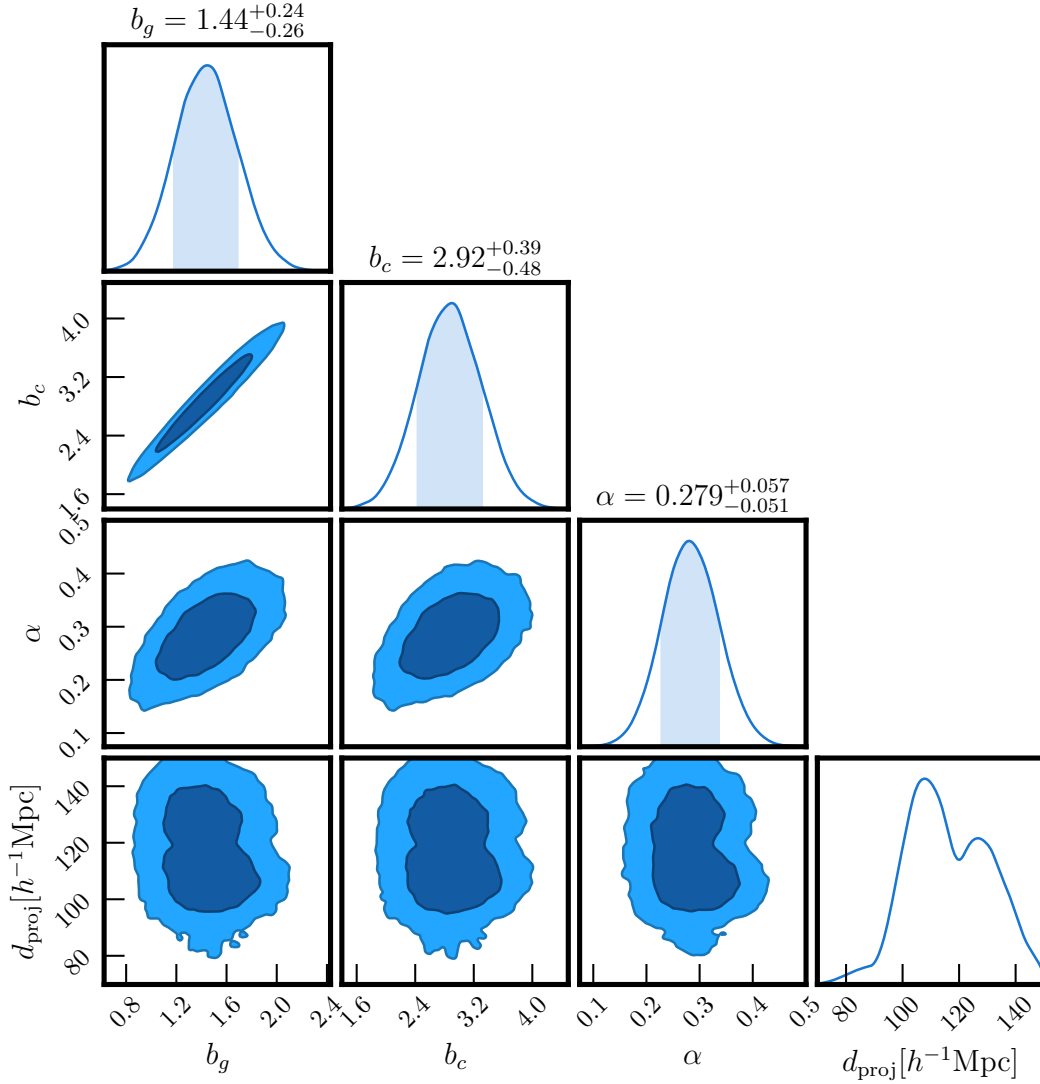 b_g = 1.44^{+0.24}_{-0.26}
b_c = 2.92^{+0.39}_{-0.48}
4.0
3.2
2.4
1.6
b_c
α = 0.279^{+0.057}_{-0.051}
0.5
0.4
0.3
0.2
0.1
α
140
120
100
80
d_{proj}[h^{-1}Mpc]
0.8 1.2 1.6 2.0 2.4 1.6 2.4 3.2 4.0 0.1 0.2 0.3 0.4 0.5 80 100 120 140
b_g b_c α d_{proj}[h^{-1}Mpc]